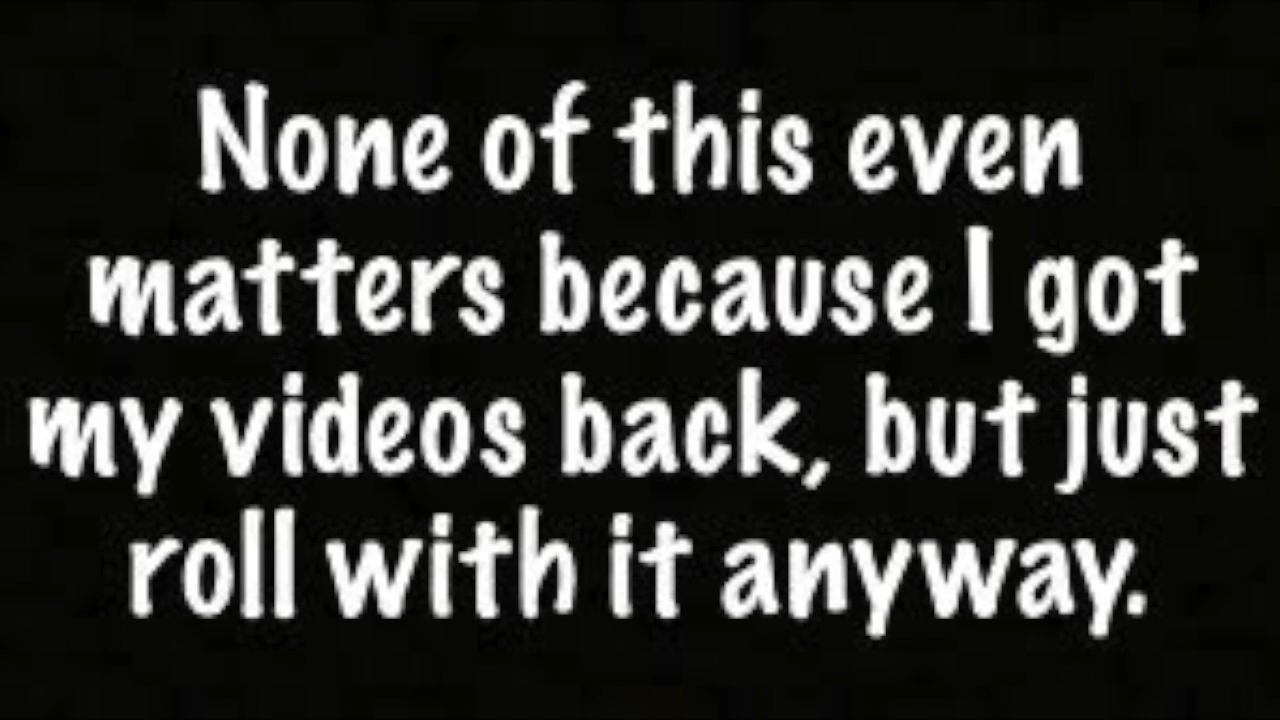 None of this even
matters because I got
my videos back, but just
roll with it anyway.